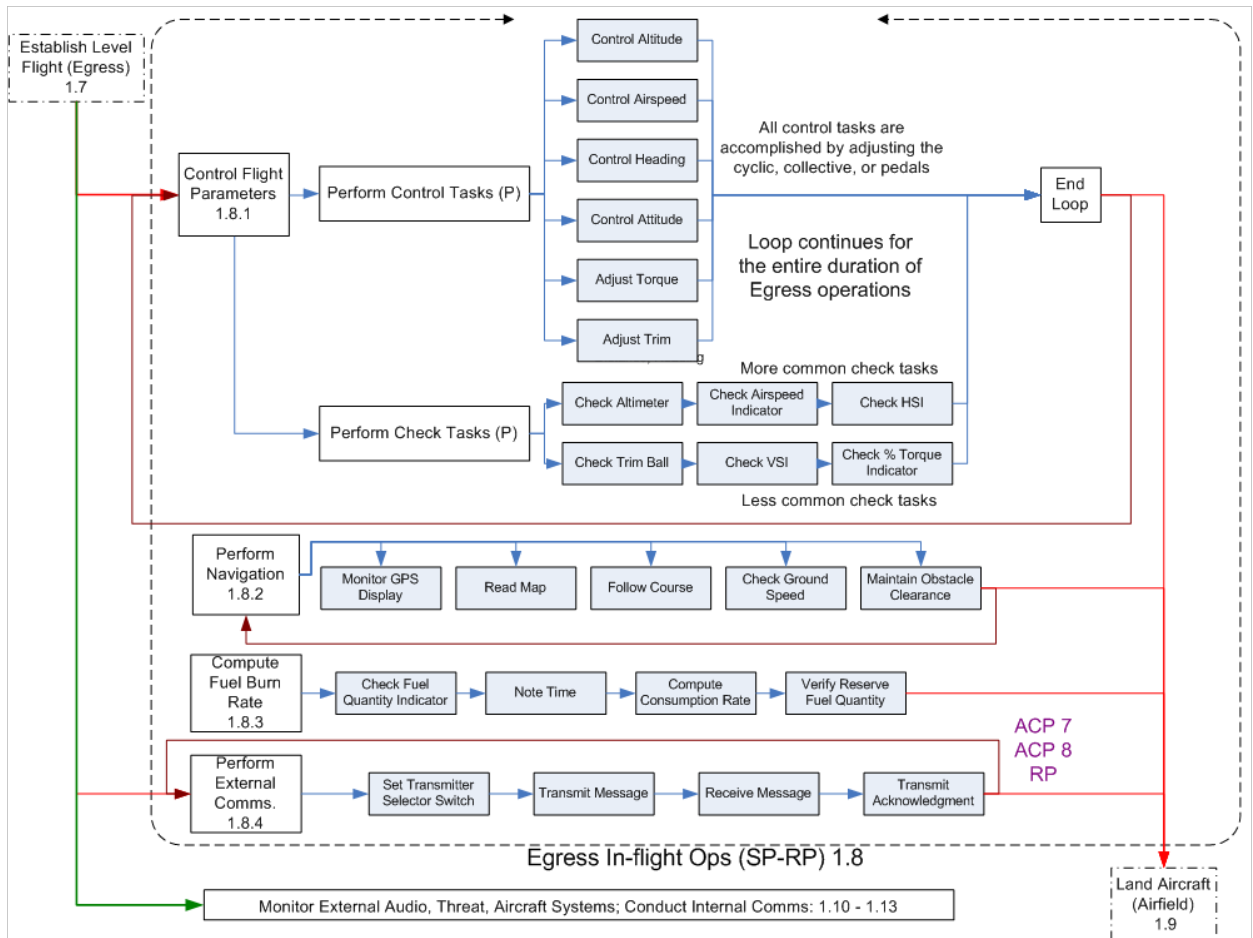 Establish Level
Flight (Egress)
1.7
Control Flight
Parameters
1.8.1
Perform Control Tasks (P)
Control Altitude
Control Airspeed
Control Heading
Control Attitude
Adjust Torque
Adjust Trim
All control tasks are
accomplished by adjusting the
cyclic, collective, or pedals
Loop continues for
the entire duration of
Egress operations
End
Loop
More common check tasks
Perform Check Tasks (P)
Check Altimeter
Check Airspeed
Indicator
Check HSI
Check Trim Ball
Check VSI
Check % Torque
Indicator
Less common check tasks
Perform
Navigation
1.8.2
Monitor GPS
Display
Read Map
Follow Course
Check Ground
Speed
Maintain Obstacle
Clearance
Compute
Fuel Burn
Rate
1.8.3
Check Fuel
Quantity Indicator
Note Time
Compute
Consumption Rate
Verify Reserve
Fuel Quantity
ACP 7
ACP 8
RP
Perform
External
Comms.
1.8.4
Set Transmitter
Selector Switch
Transmit Message
Receive Message
Transmit
Acknowledgment
Egress In-flight Ops (SP-RP) 1.8
Monitor External Audio, Threat, Aircraft Systems; Conduct Internal Comms: 1.10 - 1.13
Land Aircraft
(Airfield)
1.9